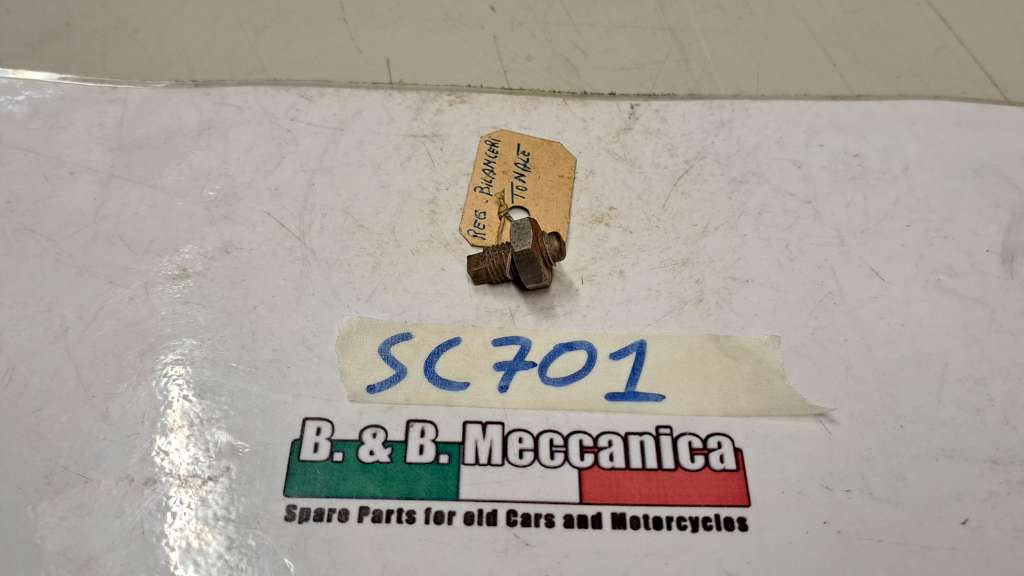 REG. BILANCERI
TONALE
SC701
B. & B. Meccanica
Spare Parts for old Cars and Motorcycles